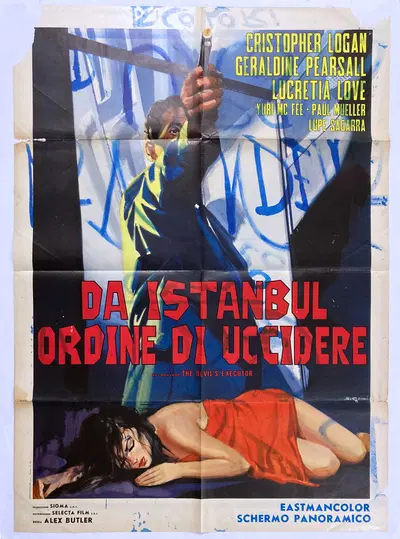 CRISTOPHER LOGAN
GERALDINE PEARSALL
LUCRETIA LOVE
YURI MC FEE - PAUL MUELLER
LUPE SAGARRA
DA ISTANBUL
ORDINE DI UCCIDERE
THE DEVIL'S EXECUTOR
SIGMA
SELECTA FILM
REGIA ALEX BUTLER
EASTMANCOLOR
SCHERMO PANORAMICO